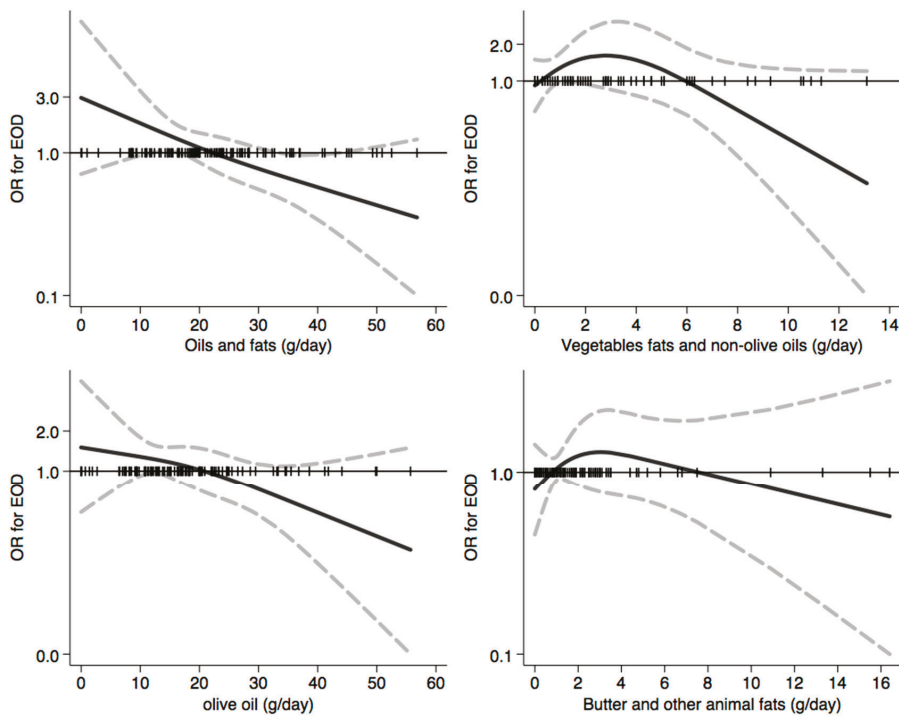 OR for EOD
3.0
1.0
0.1
0 10 20 30 40 50 60
Oils and fats (g/day)
OR for EOD
2.0
1.0
0.0
0 2 4 6 8 10 12 14
Vegetables fats and non-olive oils (g/day)
OR for EOD
2.0
1.0
0.0
0 10 20 30 40 50 60
olive oil (g/day)
OR for EOD
1.0
0.1
0 2 4 6 8 10 12 14 16
Butter and other animal fats (g/day)